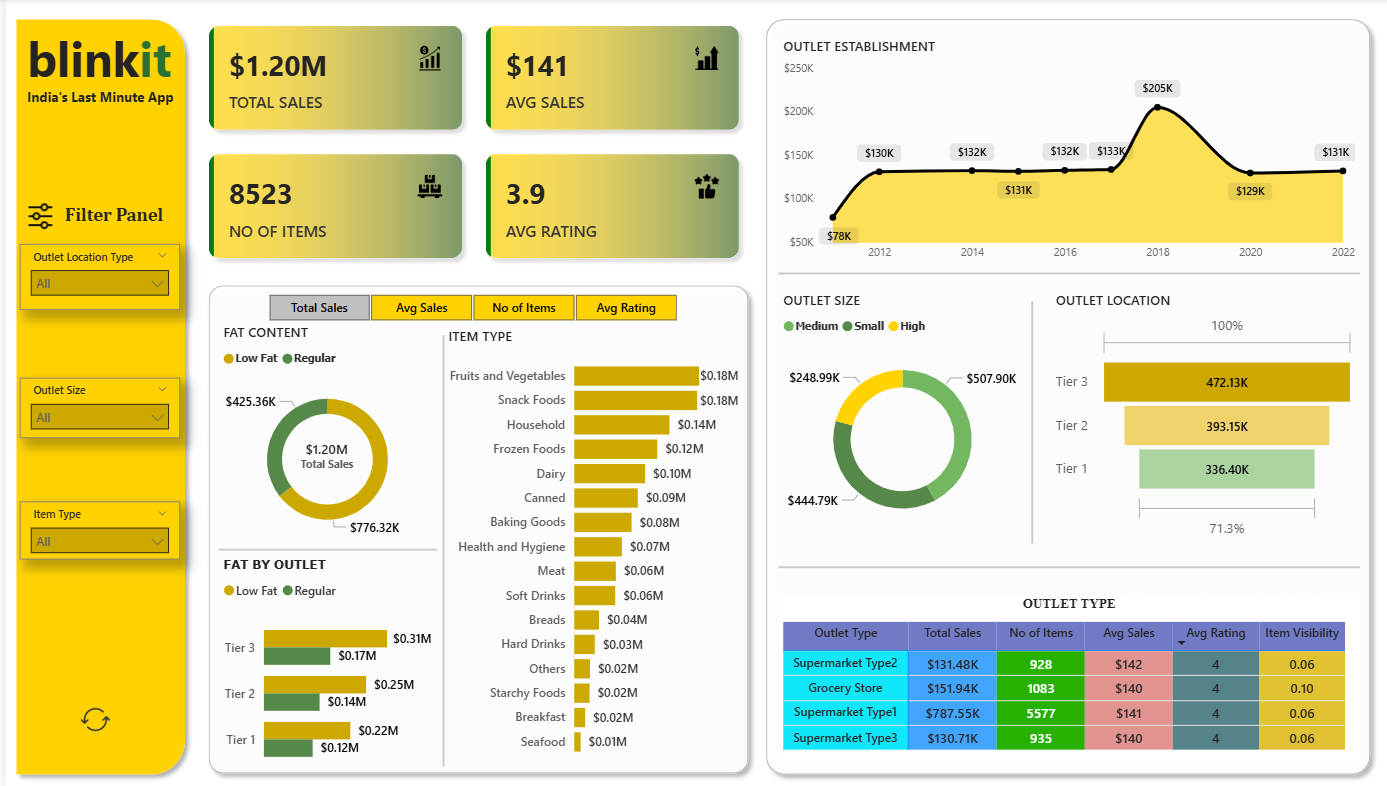 blinkit
India's Last Minute App
Filter Panel
Outlet Location Type
All
Outlet Size
All
Item Type
All
$1.20M
TOTAL SALES
$141
AVG SALES
8523
NO OF ITEMS
3.9
AVG RATING
Total Sales Avg Sales No of Items Avg Rating
FAT CONTENT
Low Fat Regular
$425.36K
$1.20M
Total Sales
$776.32K
FAT BY OUTLET
Low Fat Regular
Tier 3 $0.31M
$0.17M
Tier 2 $0.25M
$0.14M
Tier 1 $0.22M
$0.12M
ITEM TYPE
Fruits and Vegetables $0.18M
Snack Foods $0.18M
Household $0.14M
Frozen Foods $0.12M
Dairy $0.10M
Canned $0.09M
Baking Goods $0.08M
Health and Hygiene $0.07M
Meat $0.06M
Soft Drinks $0.06M
Breads $0.04M
Hard Drinks $0.03M
Others $0.02M
Starchy Foods $0.02M
Breakfast $0.02M
Seafood $0.01M
OUTLET ESTABLISHMENT
$250K
$200K
$150K
$100K
$50K
$78K
$130K
$132K
$131K
$132K
$133K
$205K
$129K
$131K
2012 2014 2016 2018 2020 2022
OUTLET SIZE
Medium Small High
$248.99K
$507.90K
$444.79K
OUTLET LOCATION
100%
Tier 3 472.13K
Tier 2 393.15K
Tier 1 336.40K
71.3%
OUTLET TYPE
Outlet Type Total Sales No of Items Avg Sales Avg Rating Item Visibility
Supermarket Type2 $131.48K 928 $142 4 0.06
Grocery Store $151.94K 1083 $140 4 0.10
Supermarket Type1 $787.55K 5577 $141 4 0.06
Supermarket Type3 $130.71K 935 $140 4 0.06